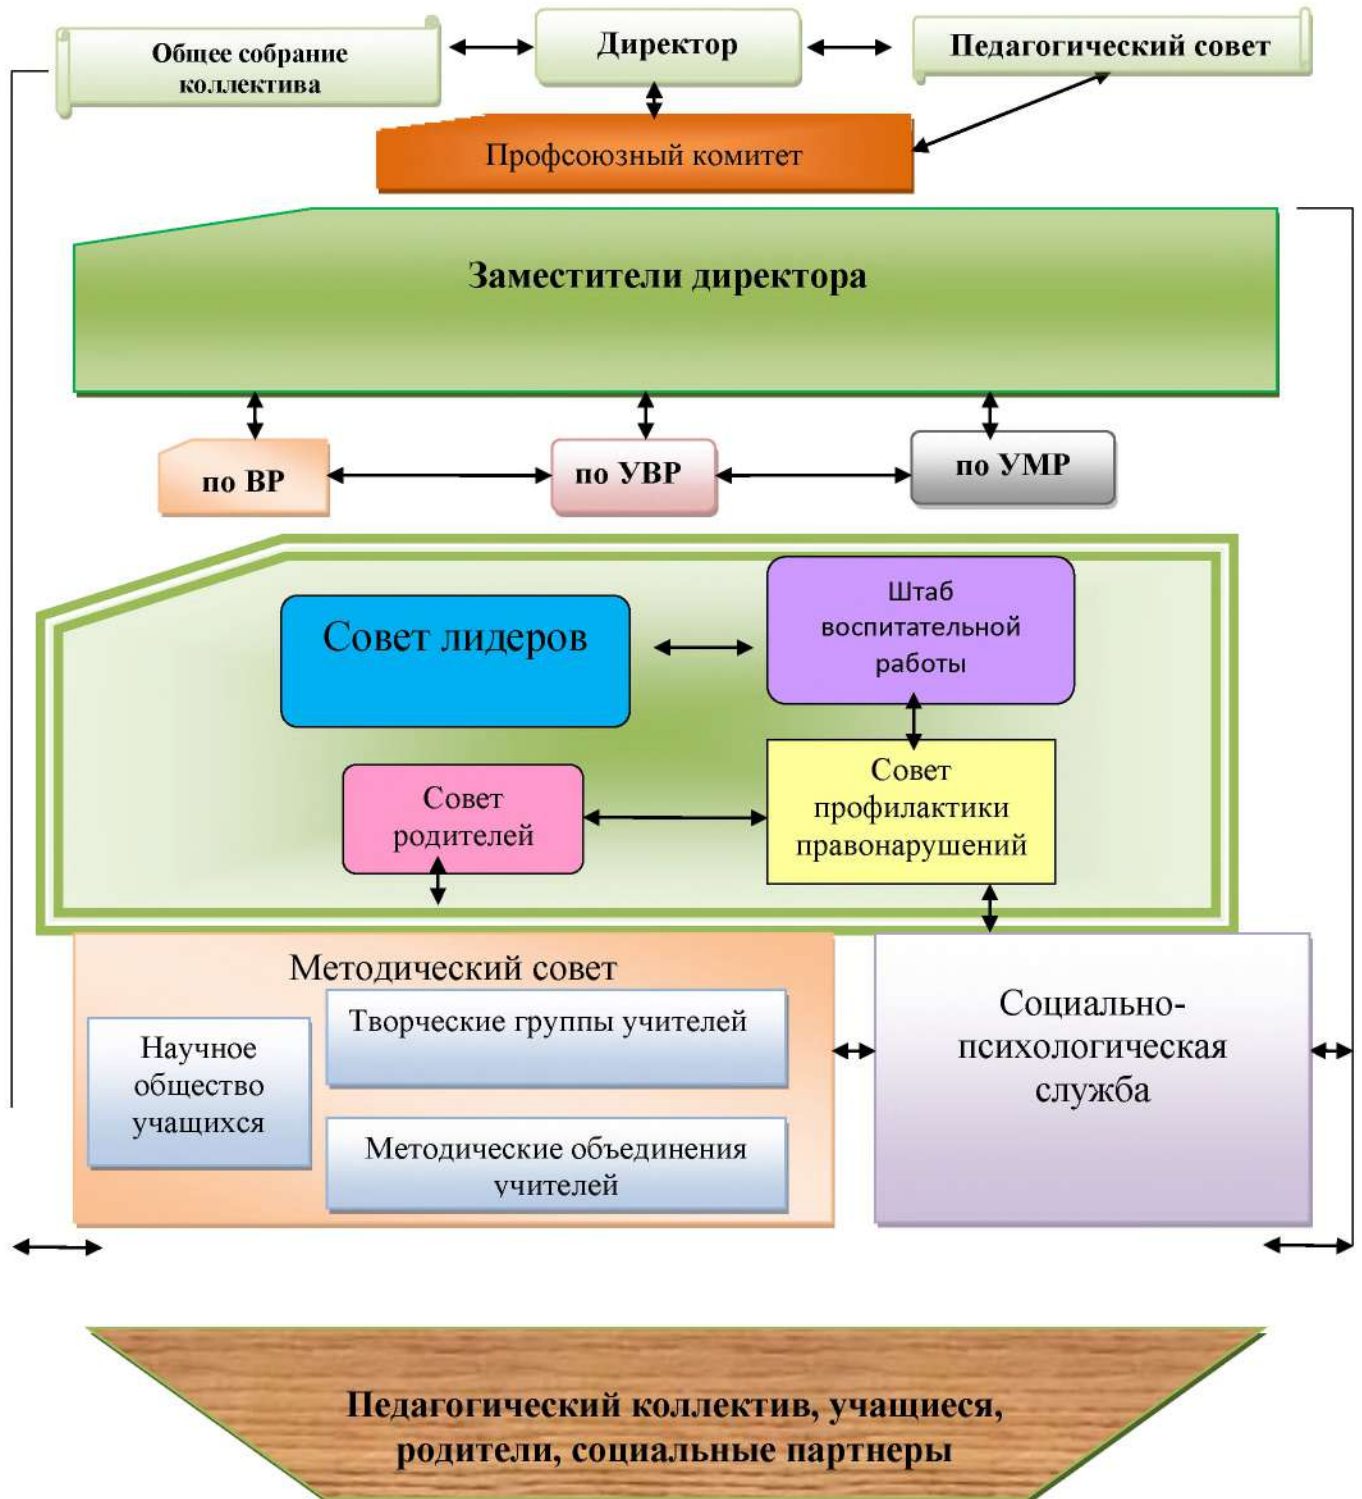 Общее собрание
коллектива
Директор
Педагогический совет
Профсоюзный комитет
Заместители директора
по ВР
по УВР
по УМР
Совет лидеров
Штаб
воспитательной
работы
Совет
родителей
Совет
профилактики
правонарушений
Методический совет
Научное
общество
учащихся
Творческие группы учителей
Методические объединения
учителей
Социально-
психологическая
служба
Педагогический коллектив, учащиеся,
родители, социальные партнеры